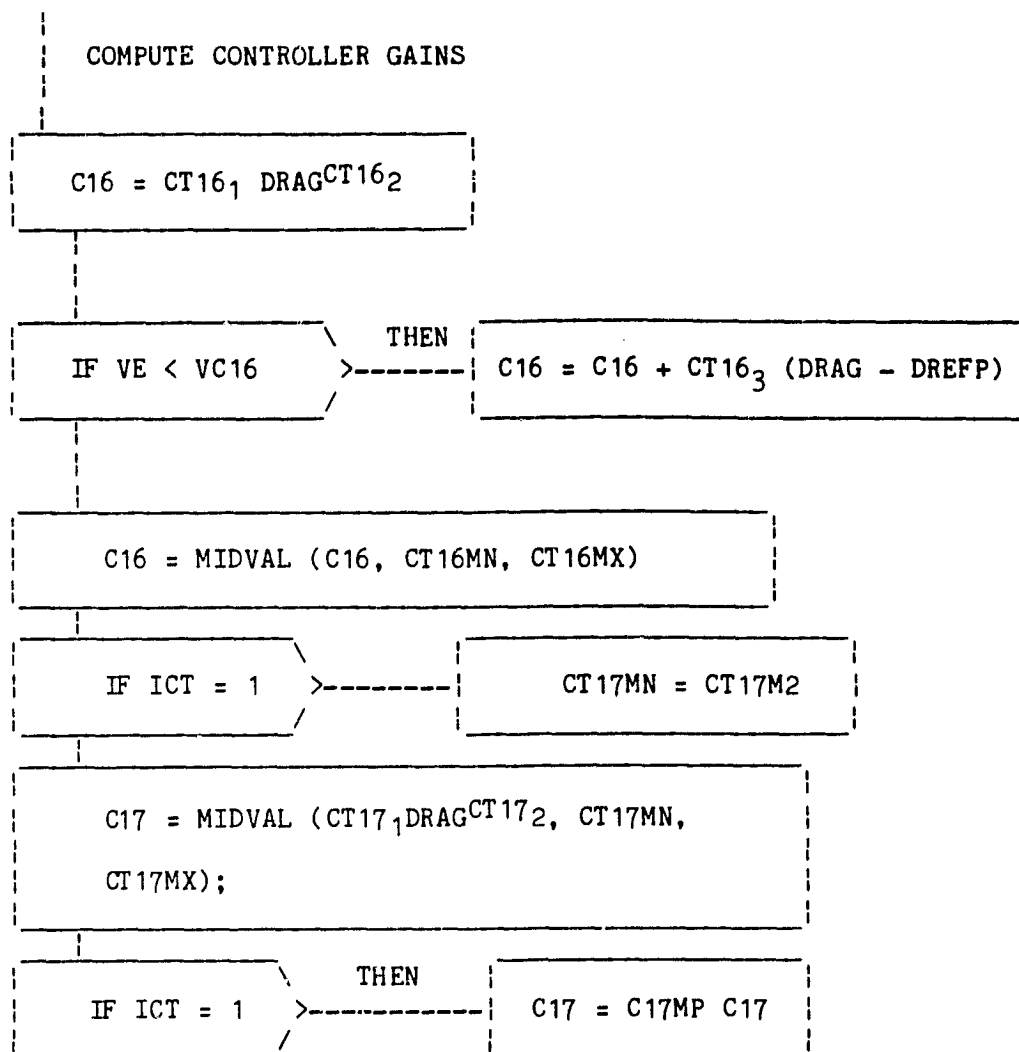 COMPUTE CONTROLLER GAINS
C16 = CT16₁ DRAG^CT16₂
IF VE < VC16
THEN
C16 = C16 + CT16₃ (DRAG - DREFP)
C16 = MIDVAL (C16, CT16MN, CT16MX)
IF ICT = 1
CT17MN = CT17M2
C17 = MIDVAL (CT17₁DRAG^CT17₂, CT17MN,
CT17MX);
IF ICT = 1
THEN
C17 = C17MP C17